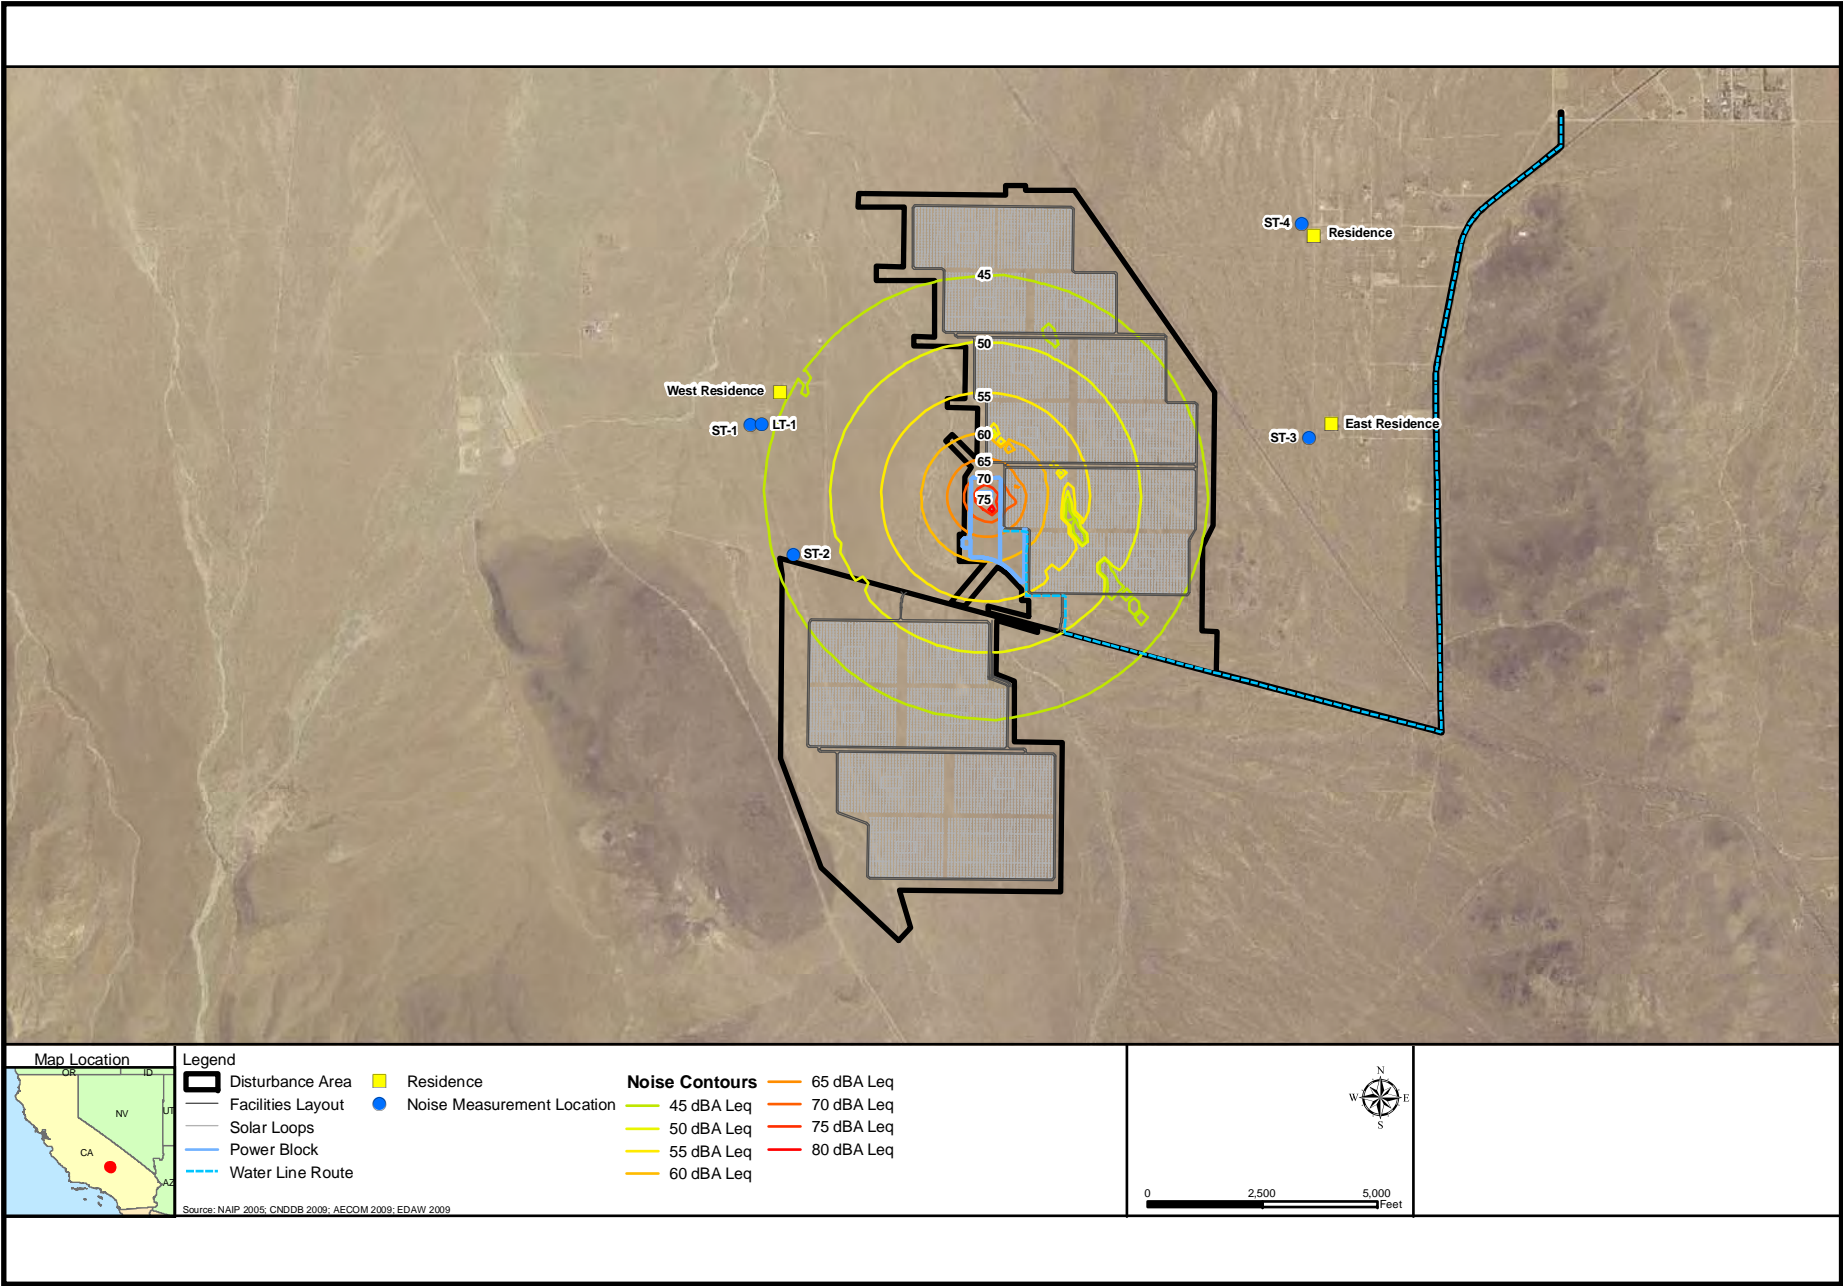 ST-4
Residence
45
50
West Residence
55
ST-1
LT-1
60
East Residence
ST-3
65
70
75
ST-2
Map Location
OR
ID
NV
UT
CA
AZ
Legend
Disturbance Area
Facilities Layout
Solar Loops
Power Block
Water Line Route
Residence
Noise Measurement Location
Noise Contours
45 dBA Leq
50 dBA Leq
55 dBA Leq
60 dBA Leq
65 dBA Leq
70 dBA Leq
75 dBA Leq
80 dBA Leq
Source: NAIP 2005; CNDDB 2009; AECOM 2009; EDAW 2009
N
W
E
S
0
2,500
5,000
Feet